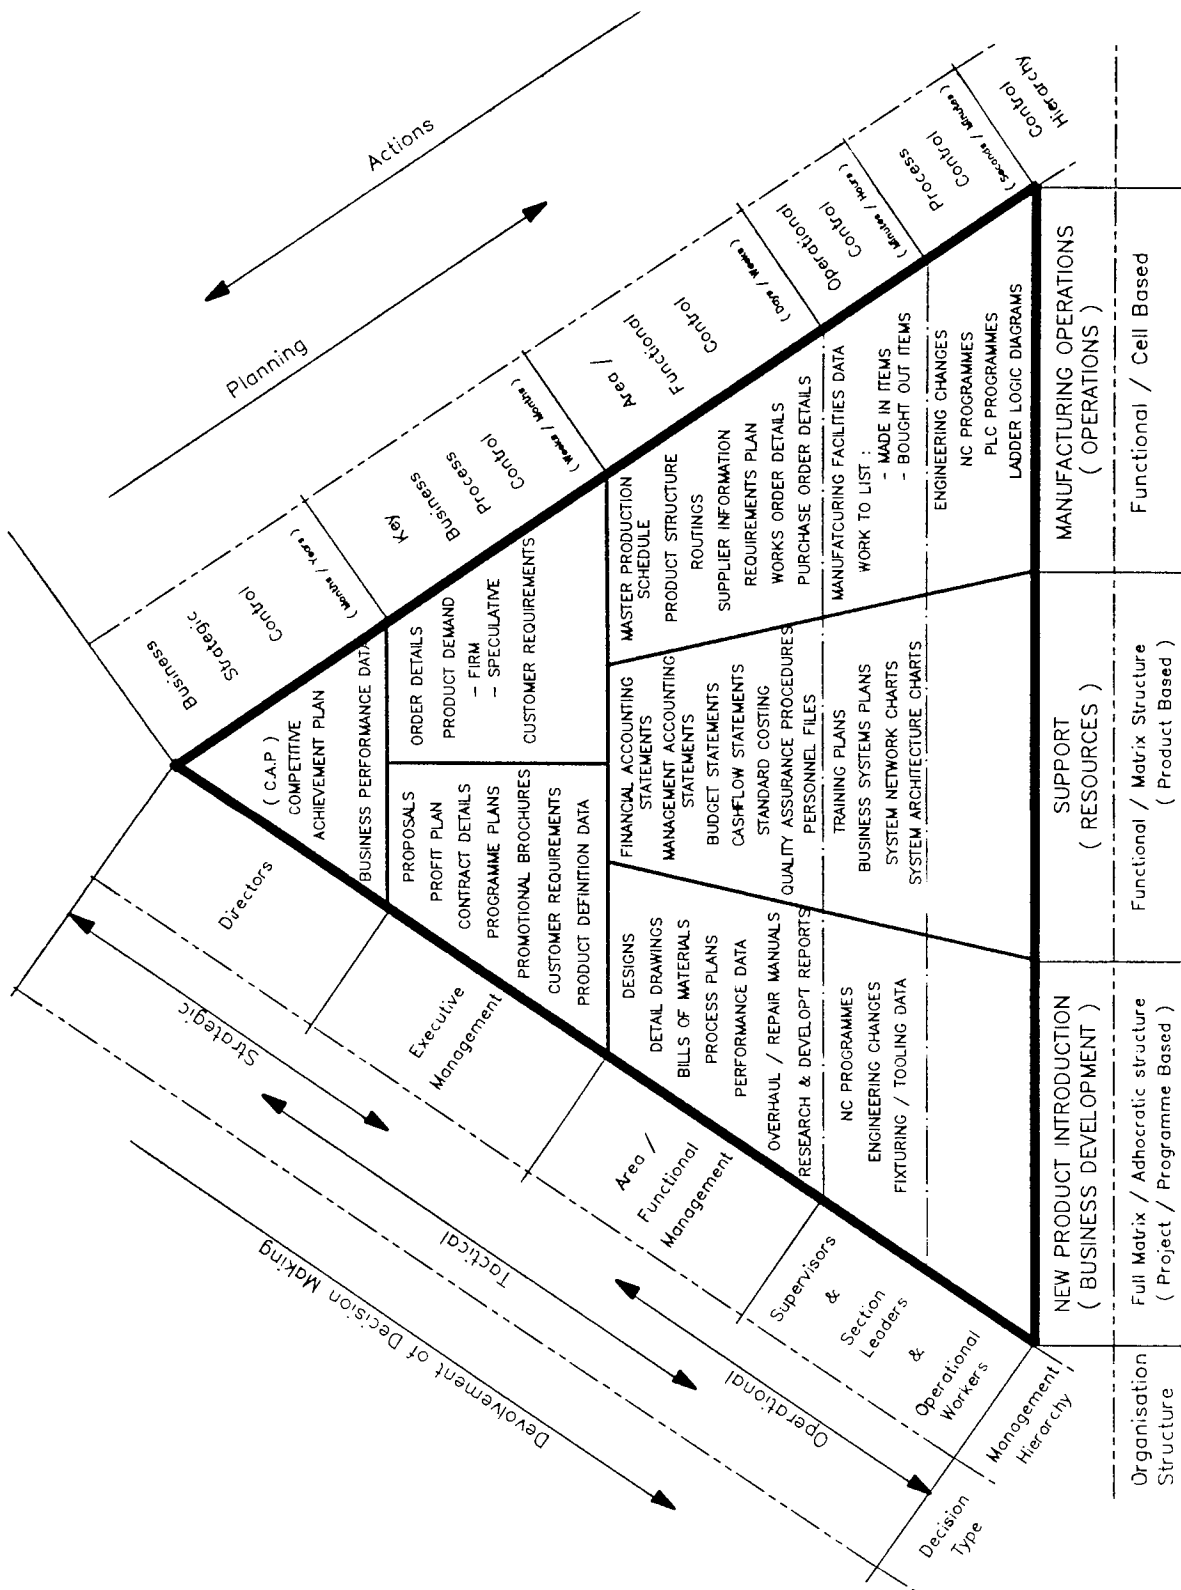 Actions
Planning
Business
Strategic
Control
( Months / Years )
Key
Business
Process
Control
( Weeks / Months )
Area /
Functional
Control
( Days / Weeks )
Operational
Control
( Minutes / Hours )
Process
Control
( Seconds / Minutes )
Control
Hierarchy
( C.A.P )
COMPETITIVE
ACHIEVEMENT PLAN
BUSINESS PERFORMANCE DATA
PROPOSALS
PROFIT PLAN
CONTRACT DETAILS
PROGRAMME PLANS
PROMOTIONAL BROCHURES
CUSTOMER REQUIREMENTS
PRODUCT DEFINITION DATA
ORDER DETAILS
PRODUCT DEMAND
- FIRM
- SPECULATIVE
CUSTOMER REQUIREMENTS
DESIGNS
DETAIL DRAWINGS
BILLS OF MATERIALS
PROCESS PLANS
PERFORMANCE DATA
OVERHAUL / REPAIR MANUALS
RESEARCH & DEVELOP'T REPORTS
NC PROGRAMMES
ENGINEERING CHANGES
FIXTURING / TOOLING DATA
FINANCIAL ACCOUNTING
STATEMENTS
MANAGEMENT ACCOUNTING
STATEMENTS
BUDGET STATEMENTS
CASHFLOW STATEMENTS
STANDARD COSTING
QUALITY ASSURANCE PROCEDURES
PERSONNEL FILES
TRAINING PLANS
BUSINESS SYSTEMS PLANS
SYSTEM NETWORK CHARTS
SYSTEM ARCHITECTURE CHARTS
MASTER PRODUCTION
SCHEDULE
PRODUCT STRUCTURE
ROUTINGS
SUPPLIER INFORMATION
REQUIREMENTS PLAN
WORKS ORDER DETAILS
PURCHASE ORDER DETAILS
MANUFATCURING FACILITIES DATA
WORK TO LIST :
- MADE IN ITEMS
- BOUGHT OUT ITEMS
ENGINEERING CHANGES
NC PROGRAMMES
PLC PROGRAMMES
LADDER LOGIC DIAGRAMS
Devolvement of Decision Making
Strategic
Tactical
Operational
Decision
Type
Directors
Executive
Management
Area /
Functional
Management
Supervisors
&
Section
Leaders
&
Operational
Workers
Management
Hierarchy
NEW PRODUCT INTRODUCTION
( BUSINESS DEVELOPMENT )
SUPPORT
( RESOURCES )
MANUFACTURING OPERATIONS
( OPERATIONS )
Organisation
Structure
Full Matrix / Adhocratic structure
( Project / Programme Based )
Functional / Matrix Structure
( Product Based )
Functional / Cell Based